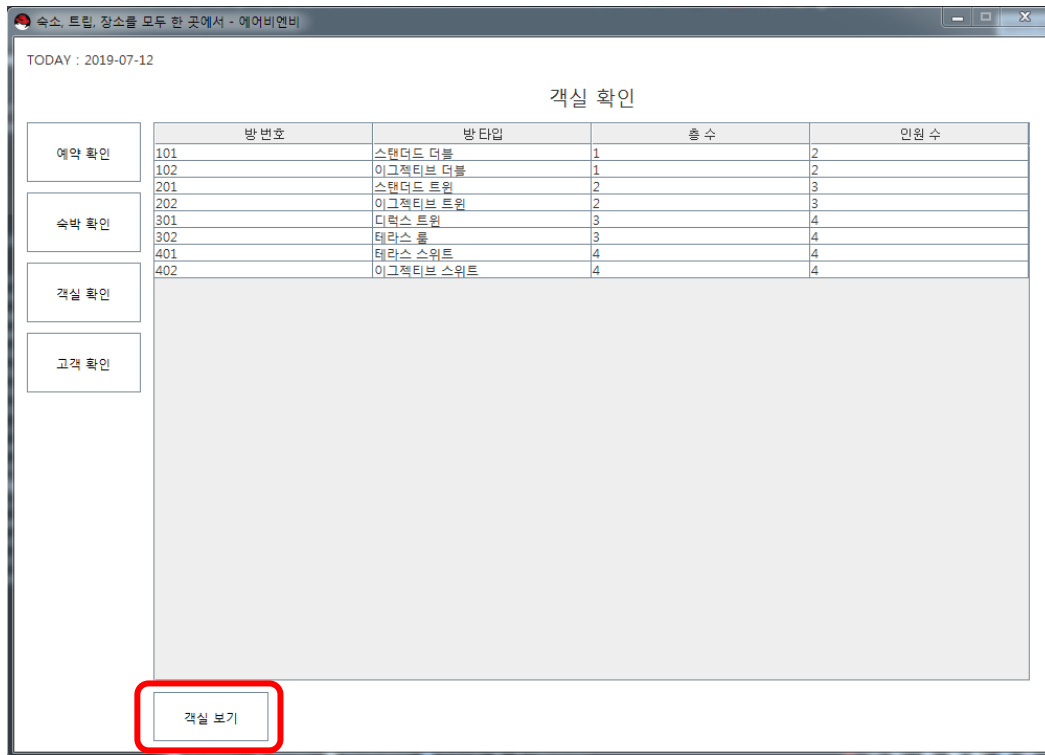 숙소, 트립, 장소를 모두 한 곳에서 - 에어비엔비
TODAY : 2019-07-12
객실 확인
예약 확인
숙박 확인
객실 확인
고객 확인
방 번호 방 타입 층 수 인원 수
101 스탠더드 더블 1 2
102 이그젝티브 더블 1 2
201 스탠더드 트윈 2 3
202 이그젝티브 트윈 2 3
301 디럭스 트윈 3 4
302 테라스 룸 3 4
401 테라스 스위트 4 4
402 이그젝티브 스위트 4 4
객실 보기